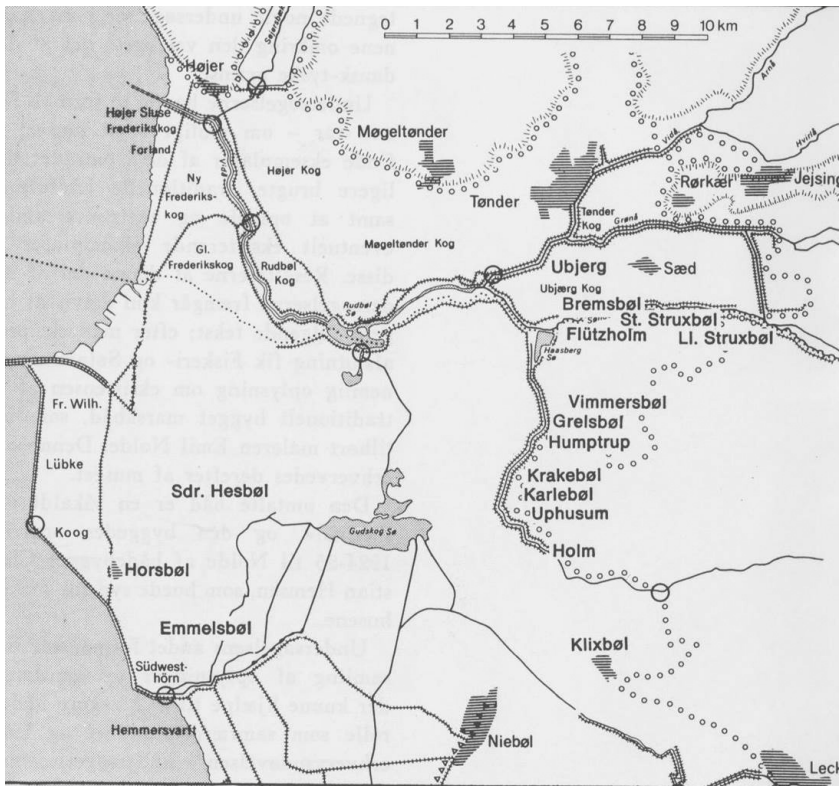 0 1 2 3 4 5 6 7 8 9 10 km
Højer
Højer Sluse
Frederikskog
Forland
Ny
Frederiks-
kog
Gl.
Frederikskog
Højer Kog
Rudbøl
Kog
Møgeltønder
Møgeltønder Kog
Rudbøl
Sø
Tønder
Tønder
Kog
Vidå
Arnå
Hvirlå
Grønå
Rørkær
Jejsing
Ubjerg
Sæd
Ubjærg Kog
Bremsbøl
St. Struxbøl
Flützholm
Ll. Struxbøl
Haasberg
Sø
Vimmersbøl
Grelsbøl
Humptrup
Krakebøl
Karlebøl
Uphusum
Holm
Fr. Wilh.
Lübke
Koog
Sdr. Hesbøl
Gudskog Sø
Horsbøl
Emmelsbøl
Südwest-
hörn
Hemmersvarft
Klixbøl
Niebøl
Leck